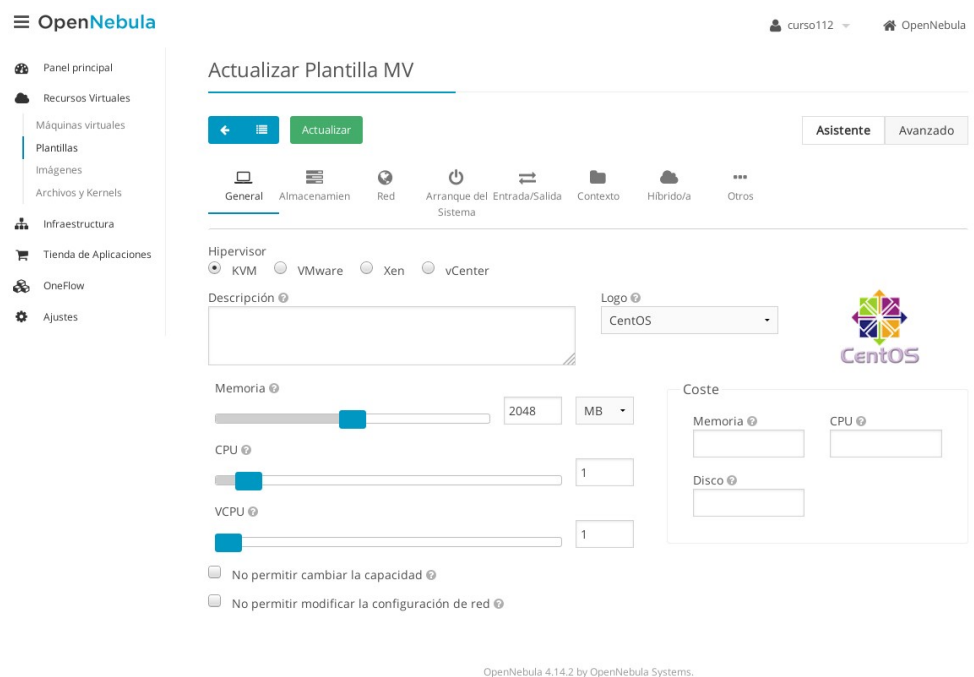 OpenNebula
curso112
OpenNebula
Panel principal
Recursos Virtuales
Máquinas virtuales
Plantillas
Imágenes
Archivos y Kernels
Infraestructura
Tienda de Aplicaciones
OneFlow
Ajustes
Actualizar Plantilla MV
Actualizar
Asistente
Avanzado
General
Almacenamien
Red
Arranque del
Sistema
Entrada/Salida
Contexto
Híbrido/a
Otros
Hipervisor
KVM
VMware
Xen
vCenter
Descripción
Logo
CentOS
CentOS
Memoria
2048
MB
CPU
1
VCPU
1
Coste
Memoria
CPU
Disco
No permitir cambiar la capacidad
No permitir modificar la configuración de red
OpenNebula 4.14.2 by OpenNebula Systems.